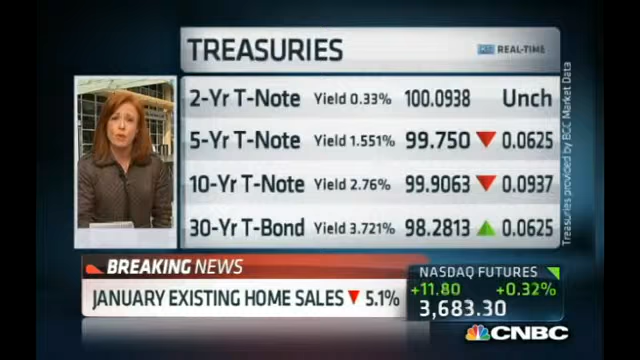 TREASURIES
REAL-TIME
2-Yr T-Note Yield 0.33% 100.0938 Unch
5-Yr T-Note Yield 1.551% 99.750 ▼ 0.0625
10-Yr T-Note Yield 2.76% 99.9063 ▼ 0.0937
30-Yr T-Bond Yield 3.721% 98.2813 ▲ 0.0625
Treasuries provided by BGC Market Data
BREAKING NEWS
JANUARY EXISTING HOME SALES ▼ 5.1%
NASDAQ FUTURES
+11.80 +0.32%
3,683.30
CNBC